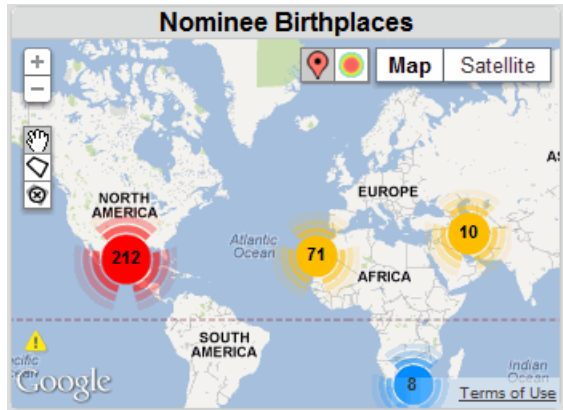 Nominee Birthplaces
+
−
Map
Satellite
NORTH
AMERICA
EUROPE
212
Atlantic
Ocean
71
10
AFRICA
SOUTH
AMERICA
8
Indian
Ocean
Google
Terms of Use